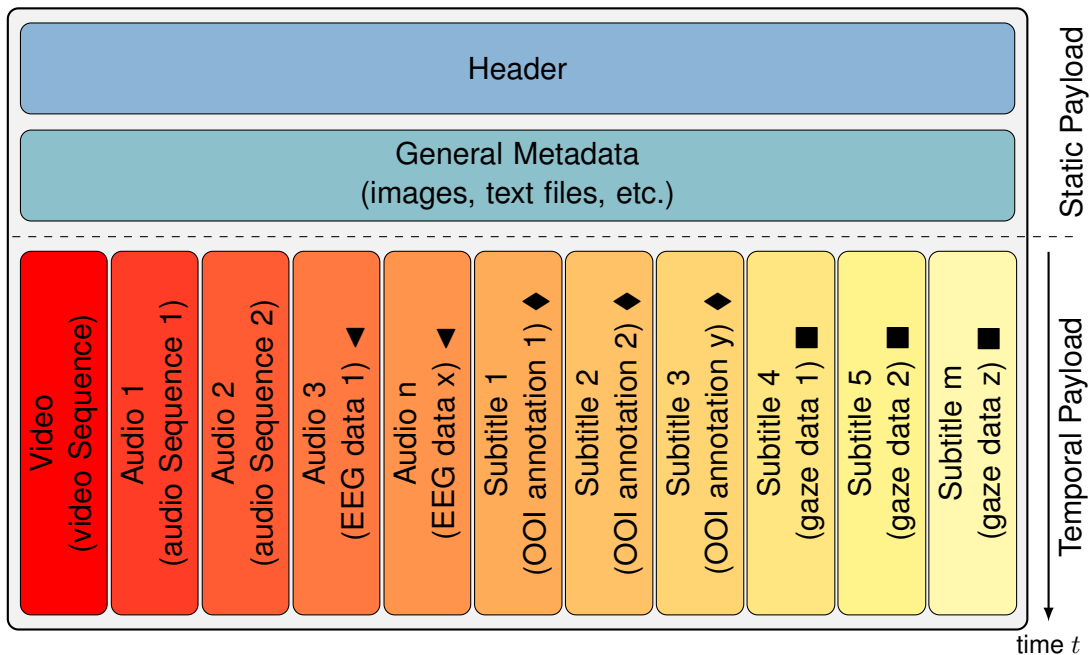 Header
General Metadata
(images, text files, etc.)
Static Payload
Video
(video Sequence)
Audio 1
(audio Sequence 1)
Audio 2
(audio Sequence 2)
Audio 3
(EEG data 1) ▲
Audio n
(EEG data x) ▲
Subtitle 1
(OOI annotation 1) ◆
Subtitle 2
(OOI annotation 2) ◆
Subtitle 3
(OOI annotation y) ◆
Subtitle 4
(gaze data 1) ■
Subtitle 5
(gaze data 2) ■
Subtitle m
(gaze data z) ■
Temporal Payload
time t